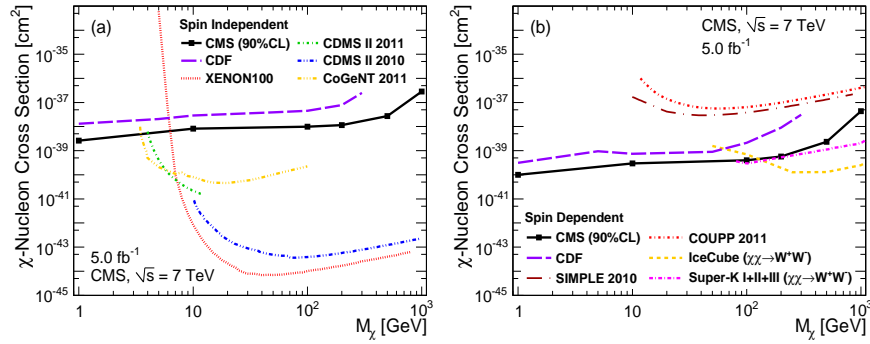 (a)
Spin Independent
CMS (90%CL)
CDF
XENON100
CDMS II 2011
CDMS II 2010
CoGeNT 2011
5.0 fb⁻¹
CMS, √s = 7 TeV
χ-Nucleon Cross Section [cm²]
10⁻³⁵
10⁻³⁷
10⁻³⁹
10⁻⁴¹
10⁻⁴³
10⁻⁴⁵
1
10
10²
10³
Mχ [GeV]
(b)
CMS, √s = 7 TeV
5.0 fb⁻¹
Spin Dependent
CMS (90%CL)
CDF
SIMPLE 2010
COUPP 2011
IceCube (χχ→W⁺W⁻)
Super-K I+II+III (χχ→W⁺W⁻)
χ-Nucleon Cross Section [cm²]
10⁻³⁵
10⁻³⁷
10⁻³⁹
10⁻⁴¹
10⁻⁴³
10⁻⁴⁵
1
10
10²
10³
Mχ [GeV]